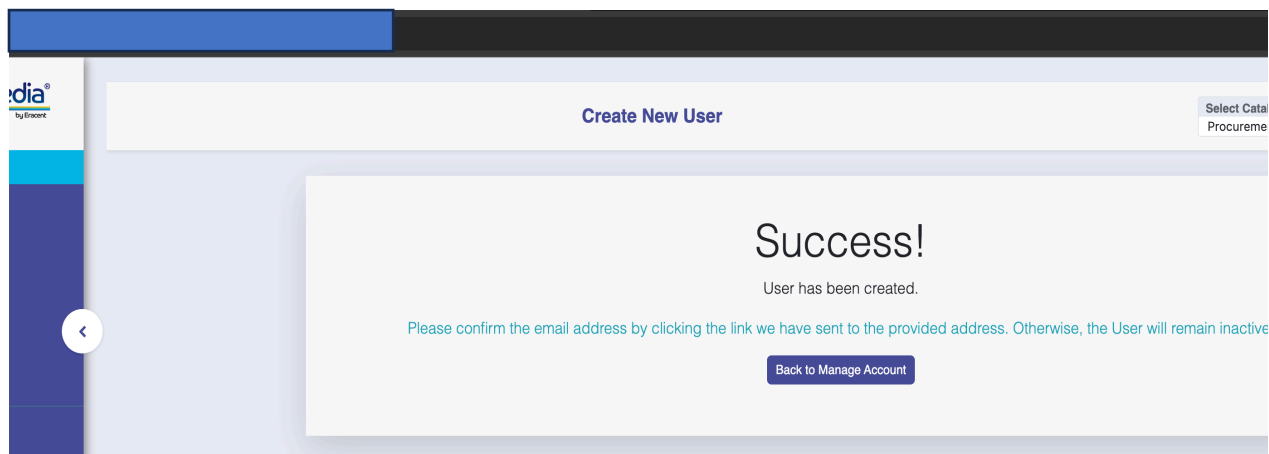 edia®
by Eracent
Create New User
Select Catal
Procuremen
Success!
User has been created.
Please confirm the email address by clicking the link we have sent to the provided address. Otherwise, the User will remain inactive
Back to Manage Account